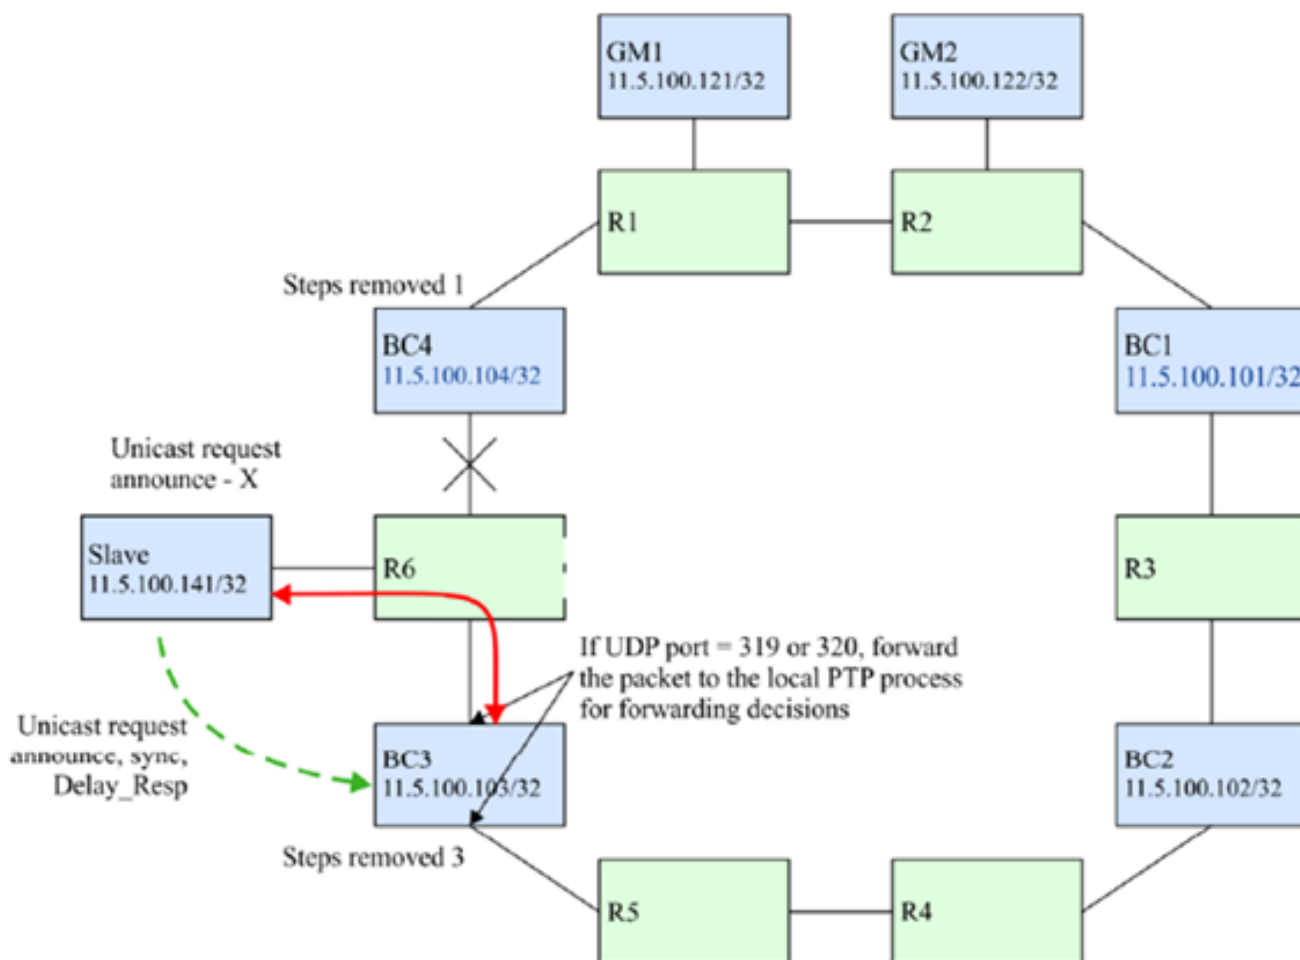 GM1
11.5.100.121/32
GM2
11.5.100.122/32
R1
R2
Steps removed 1
BC4
11.5.100.104/32
BC1
11.5.100.101/32
Unicast request
announce - X
Slave
11.5.100.141/32
R6
R3
If UDP port = 319 or 320, forward
the packet to the local PTP process
for forwarding decisions
Unicast request
announce, sync,
Delay_Resp
BC3
11.5.100.103/32
BC2
11.5.100.102/32
Steps removed 3
R5
R4